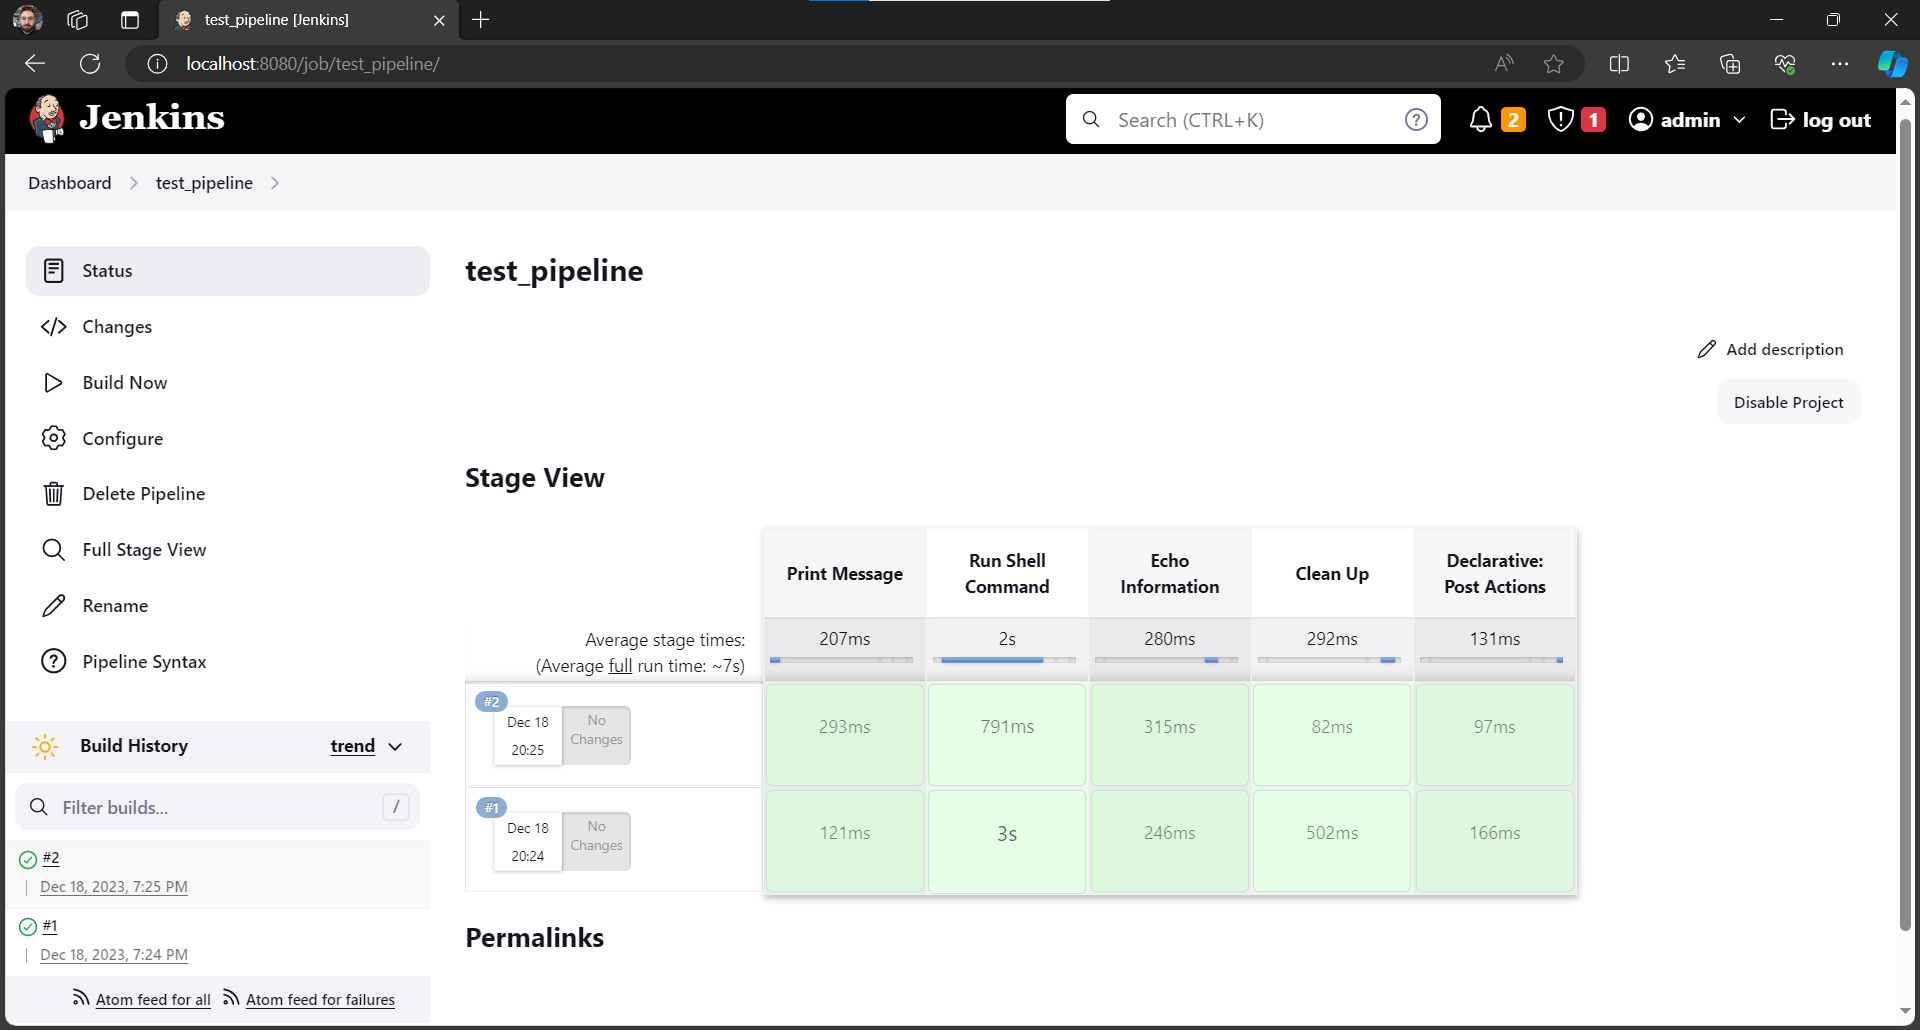 test_pipeline [Jenkins]
localhost:8080/job/test_pipeline/
Jenkins
Search (CTRL+K)
2
1
admin
log out
Dashboard
test_pipeline
Status
Changes
Build Now
Configure
Delete Pipeline
Full Stage View
Rename
Pipeline Syntax
Build History
trend
Filter builds...
/
#2
Dec 18, 2023, 7:25 PM
#1
Dec 18, 2023, 7:24 PM
Atom feed for all
Atom feed for failures
test_pipeline
Add description
Disable Project
Stage View
Print Message
Run Shell
Command
Echo
Information
Clean Up
Declarative:
Post Actions
Average stage times:
(Average full run time: ~7s)
207ms
2s
280ms
292ms
131ms
#2
Dec 18
20:25
No
Changes
293ms
791ms
315ms
82ms
97ms
#1
Dec 18
20:24
No
Changes
121ms
3s
246ms
502ms
166ms
Permalinks